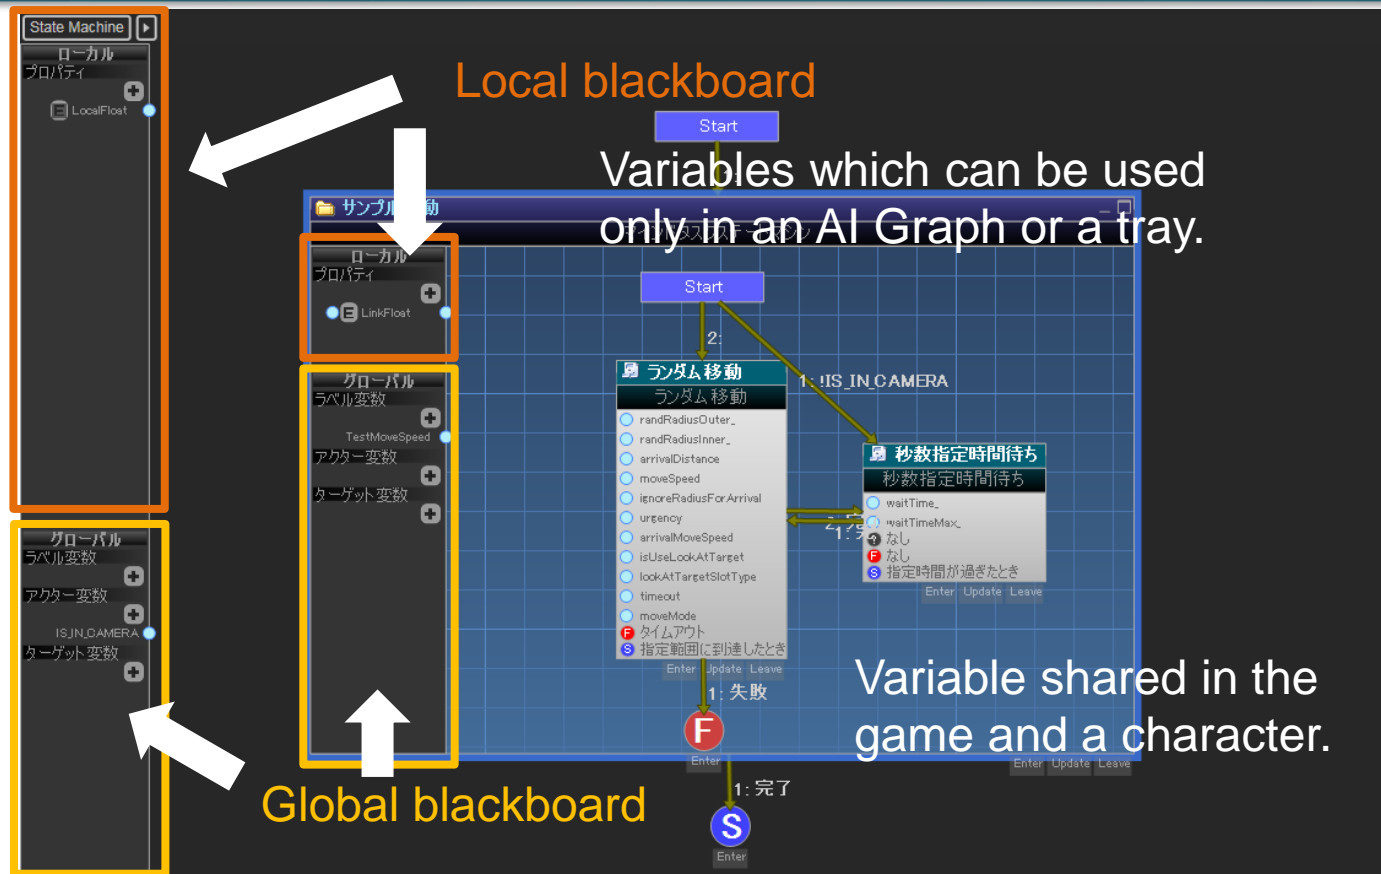 State Machine
ローカル
プロパティ
LocalFloat
グローバル
ラベル変数
アクター変数
IS_IN_CAMERA
ターゲット変数
Local blackboard
Start
Variables which can be used
only in an AI Graph or a tray.
ローカル
プロパティ
E LinkFloat
グローバル
ラベル変数
TestMoveSpeed
アクター変数
ターゲット変数
Start
2:
1: !IS_IN_CAMERA
ランダム移動
ランダム移動
randRadiusOuter_
randRadiusInner_
arrivalDistance
moveSpeed
ignoreRadiusForArrival
urgency
arrivalMoveSpeed
isUseLookAtTarget
lookAtTargetSlotType
timeout
moveMode
F タイムアウト
S 指定範囲に到達したとき
Enter Update Leave
秒数指定時間待ち
秒数指定時間待ち
waitTime_
waitTimeMax_
? なし
F なし
S 指定時間が過ぎたとき
Enter Update Leave
1: 失敗
F
Enter
Variable shared in the
game and a character.
Enter Update Leave
Global blackboard
1: 完了
S
Enter